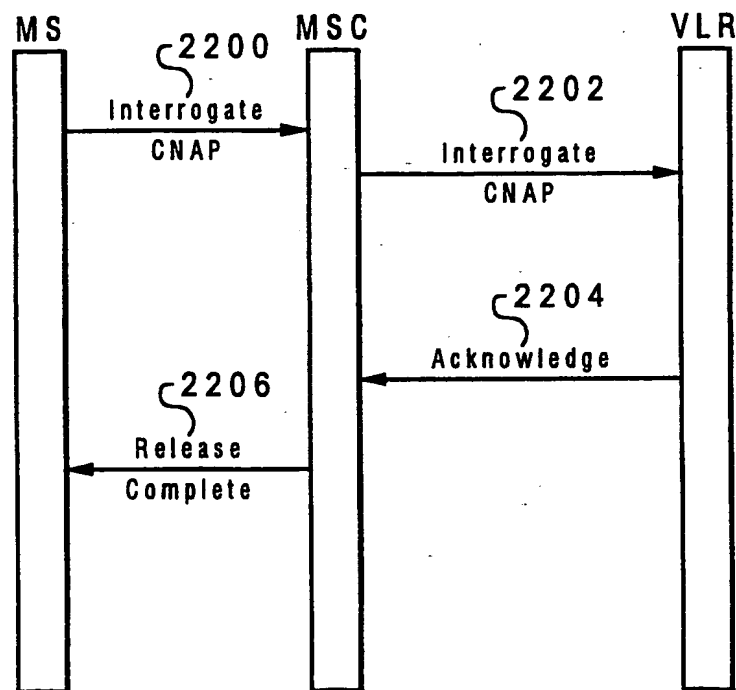 MS MSC VLR
2200
Interrogate
CNAP
2202
Interrogate
CNAP
2204
Acknowledge
2206
Release
Complete